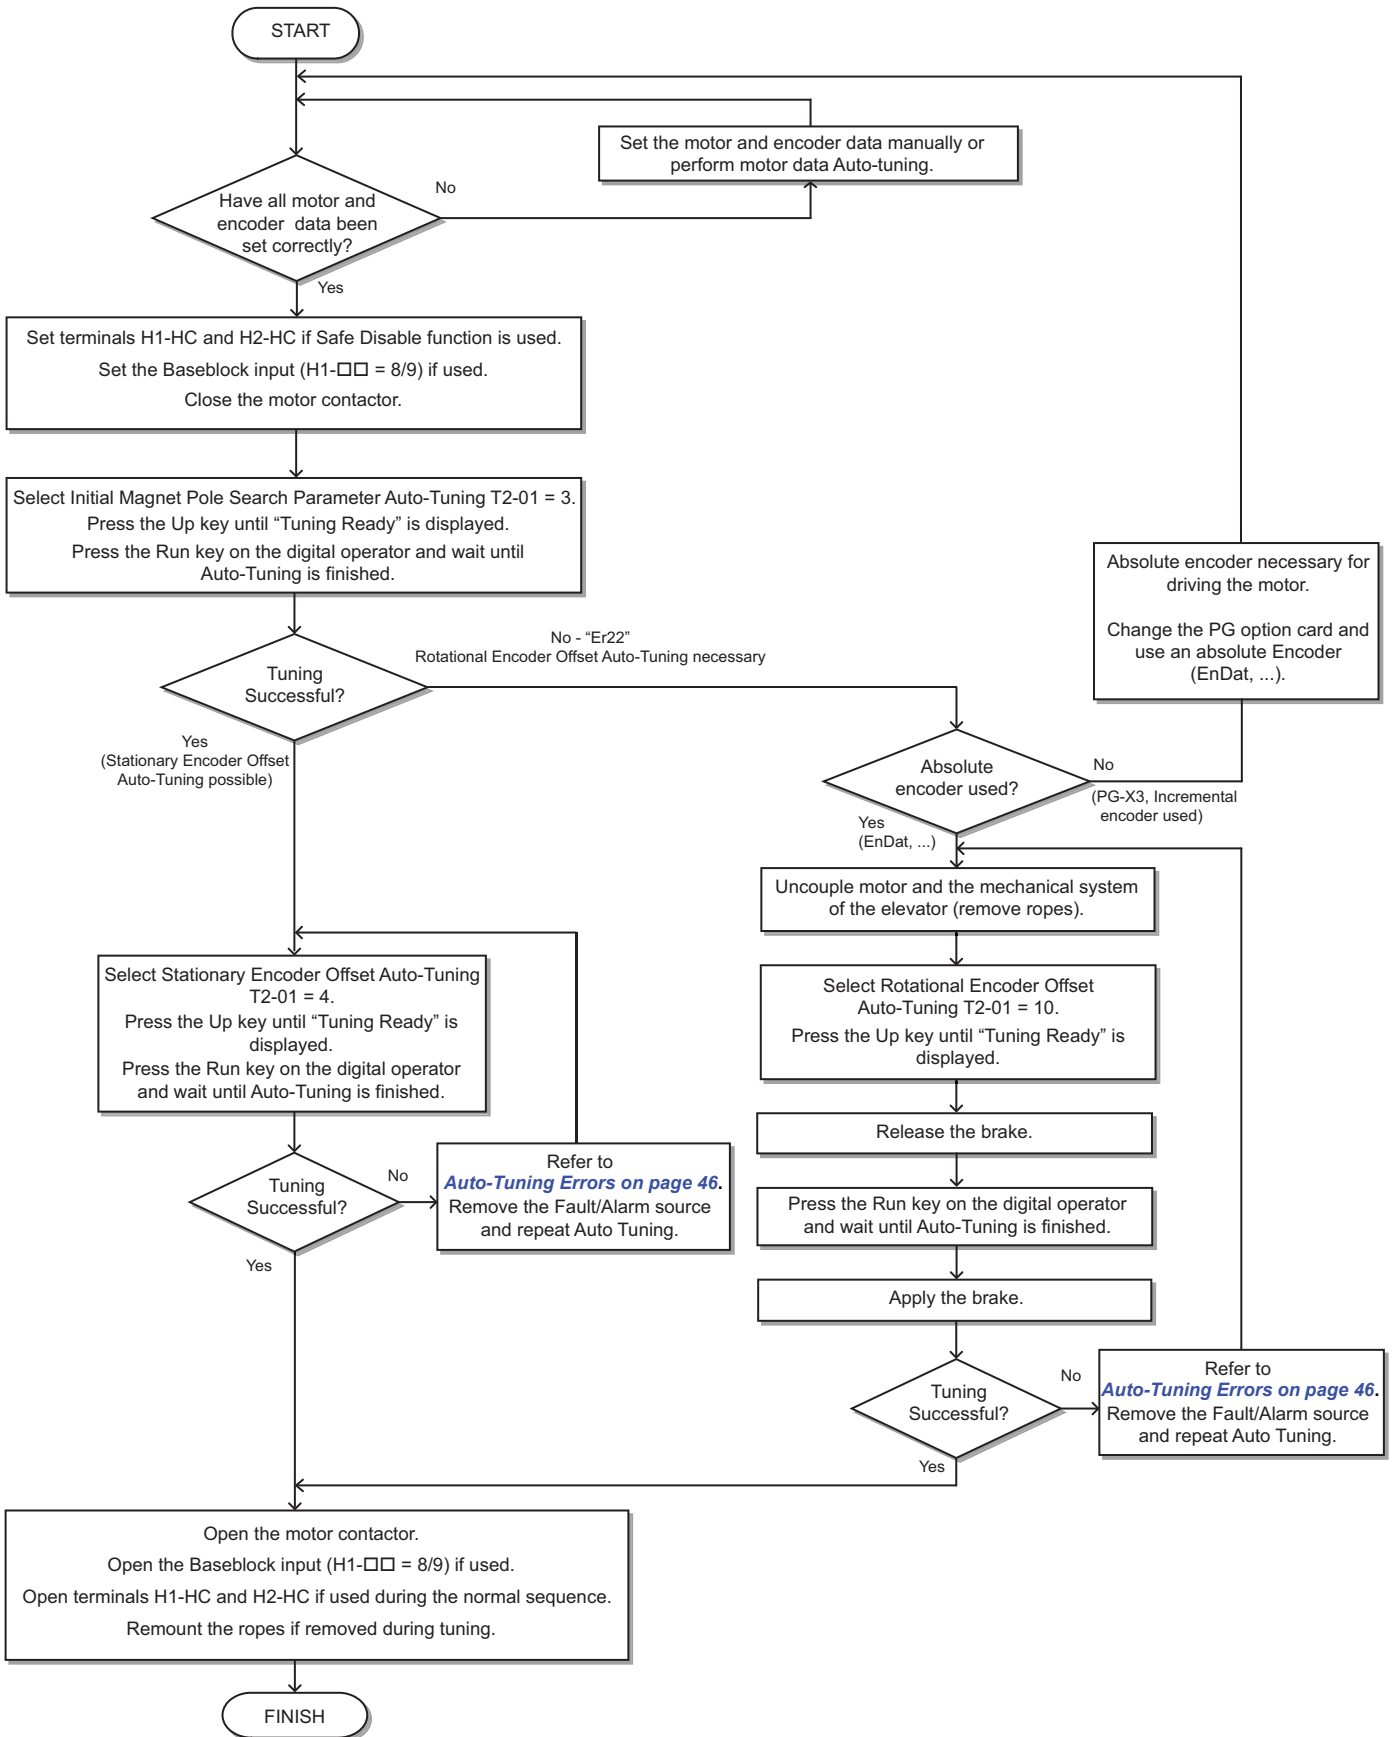 START
Set the motor and encoder data manually or
perform motor data Auto-tuning.
No
Have all motor and
encoder data been
set correctly?
Yes
Set terminals H1-HC and H2-HC if Safe Disable function is used.
Set the Baseblock input (H1-□□ = 8/9) if used.
Close the motor contactor.
Select Initial Magnet Pole Search Parameter Auto-Tuning T2-01 = 3.
Press the Up key until “Tuning Ready” is displayed.
Press the Run key on the digital operator and wait until
Auto-Tuning is finished.
Absolute encoder necessary for
driving the motor.
Change the PG option card and
use an absolute Encoder
(EnDat, ...).
No - “Er22”
Rotational Encoder Offset Auto-Tuning necessary
Tuning
Successful?
Yes
(Stationary Encoder Offset
Auto-Tuning possible)
Absolute
encoder used?
No
(PG-X3, Incremental
encoder used)
Yes
(EnDat, ...)
Uncouple motor and the mechanical system
of the elevator (remove ropes).
Select Stationary Encoder Offset Auto-Tuning
T2-01 = 4.
Press the Up key until “Tuning Ready” is
displayed.
Press the Run key on the digital operator
and wait until Auto-Tuning is finished.
Select Rotational Encoder Offset
Auto-Tuning T2-01 = 10.
Press the Up key until “Tuning Ready” is
displayed.
Release the brake.
Tuning
Successful?
No
Refer to
Auto-Tuning Errors on page 46.
Remove the Fault/Alarm source
and repeat Auto Tuning.
Yes
Press the Run key on the digital operator
and wait until Auto-Tuning is finished.
Apply the brake.
Tuning
Successful?
No
Refer to
Auto-Tuning Errors on page 46.
Remove the Fault/Alarm source
and repeat Auto Tuning.
Yes
Open the motor contactor.
Open the Baseblock input (H1-□□ = 8/9) if used.
Open terminals H1-HC and H2-HC if used during the normal sequence.
Remount the ropes if removed during tuning.
FINISH